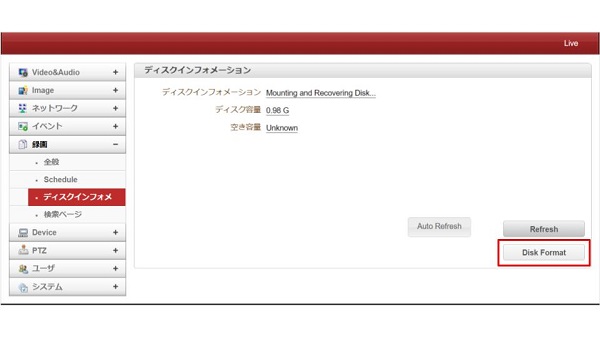 Live
Video&Audio +
Image +
ネットワーク +
イベント +
録画 −
全般
Schedule
ディスクインフォメ
検索ページ
Device +
PTZ +
ユーザ +
システム +
ディスクインフォメーション
ディスクインフォメーション Mounting and Recovering Disk...
ディスク容量 0.98 G
空き容量 Unknown
Auto Refresh
Refresh
Disk Format